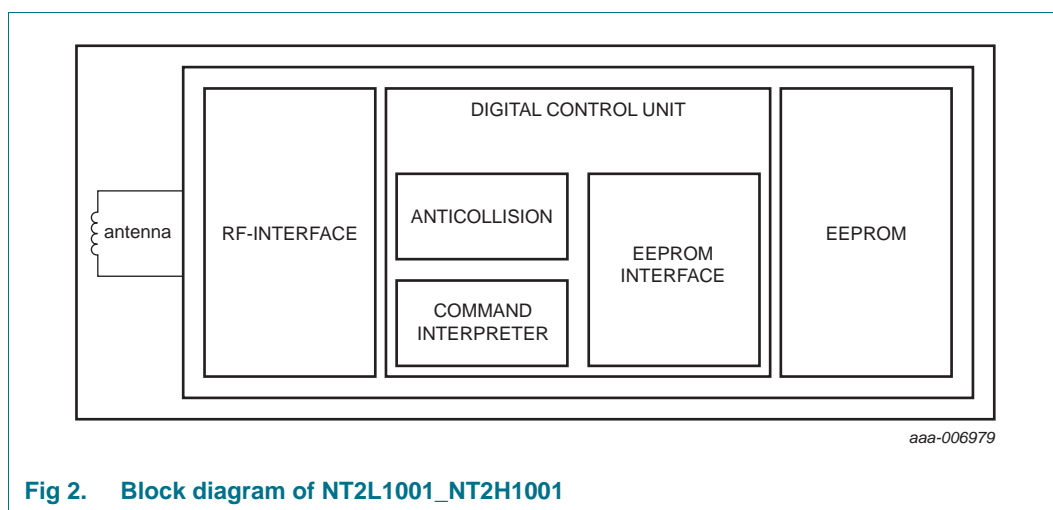 DIGITAL CONTROL UNIT
antenna
RF-INTERFACE
ANTICOLLISION
COMMAND
INTERPRETER
EEPROM
INTERFACE
EEPROM
aaa-006979
Fig 2. Block diagram of NT2L1001_NT2H1001